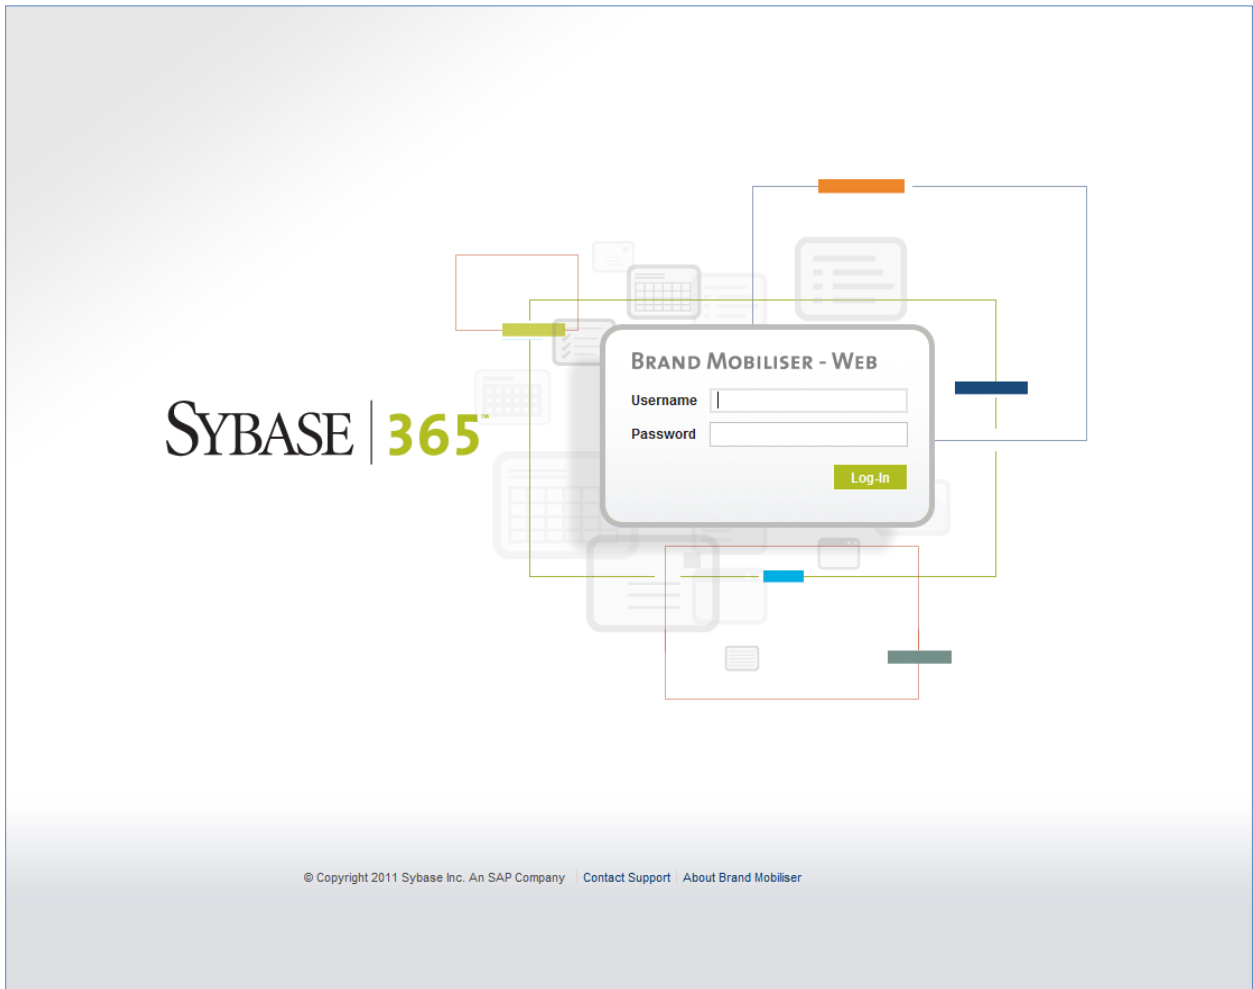 BRAND MOBILISER - WEB
Username
Password
SYBASE | 365™
Log-In
© Copyright 2011 Sybase Inc. An SAP Company | Contact Support | About Brand Mobiliser